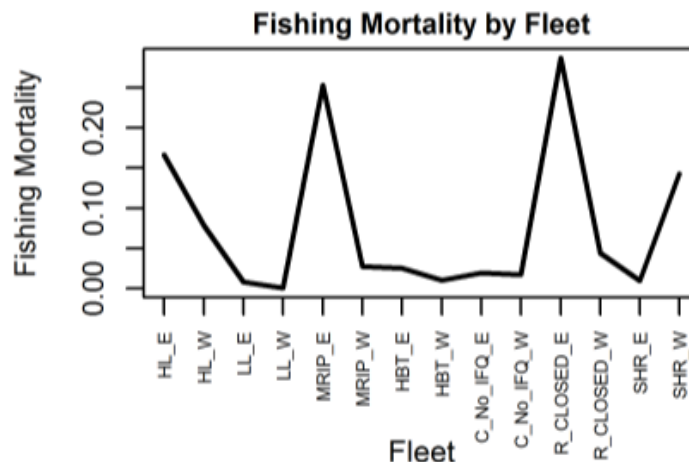 Fishing Mortality by Fleet
Fishing Mortality
0.20
0.10
0.00
HL_E
HL_W
LL_E
LL_W
MRIP_E
MRIP_W
HBT_E
HBT_W
C_No_IFQ_E
C_No_IFQ_W
R_CLOSED_E
R_CLOSED_W
SHR_E
SHR_W
Fleet